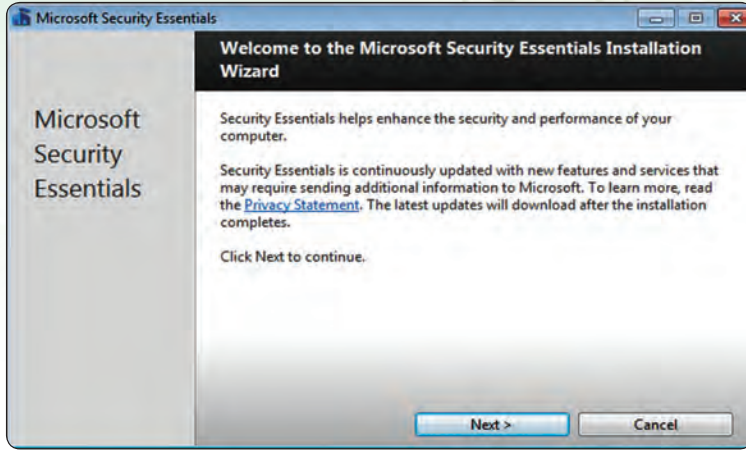 Microsoft Security Essentials
Welcome to the Microsoft Security Essentials Installation
Wizard
Microsoft
Security
Essentials
Security Essentials helps enhance the security and performance of your
computer.
Security Essentials is continuously updated with new features and services that
may require sending additional information to Microsoft. To learn more, read
the Privacy Statement. The latest updates will download after the installation
completes.
Click Next to continue.
Next >
Cancel